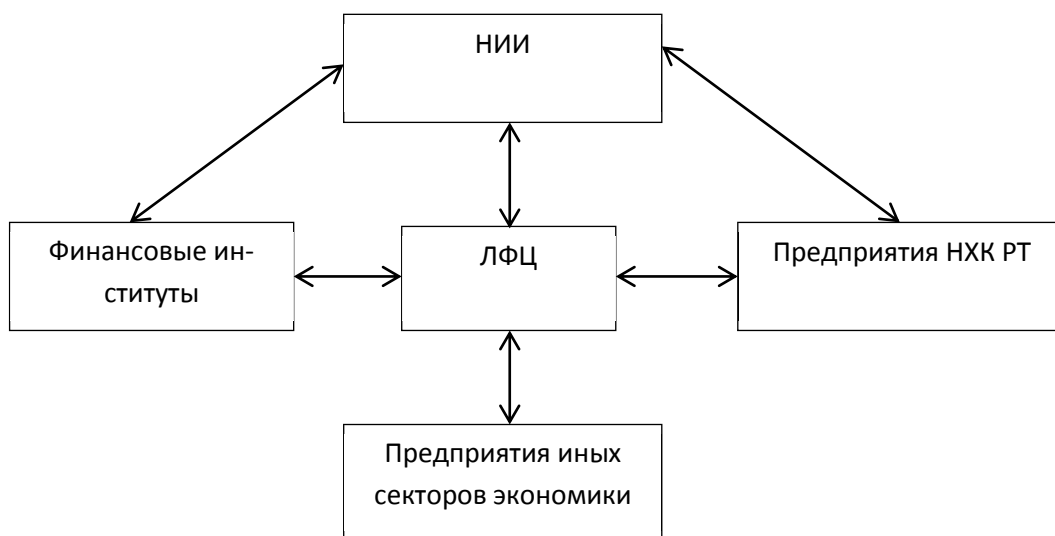 НИИ
Финансовые ин-
ституты
ЛФЦ
Предприятия НХК РТ
Предприятия иных
секторов экономики